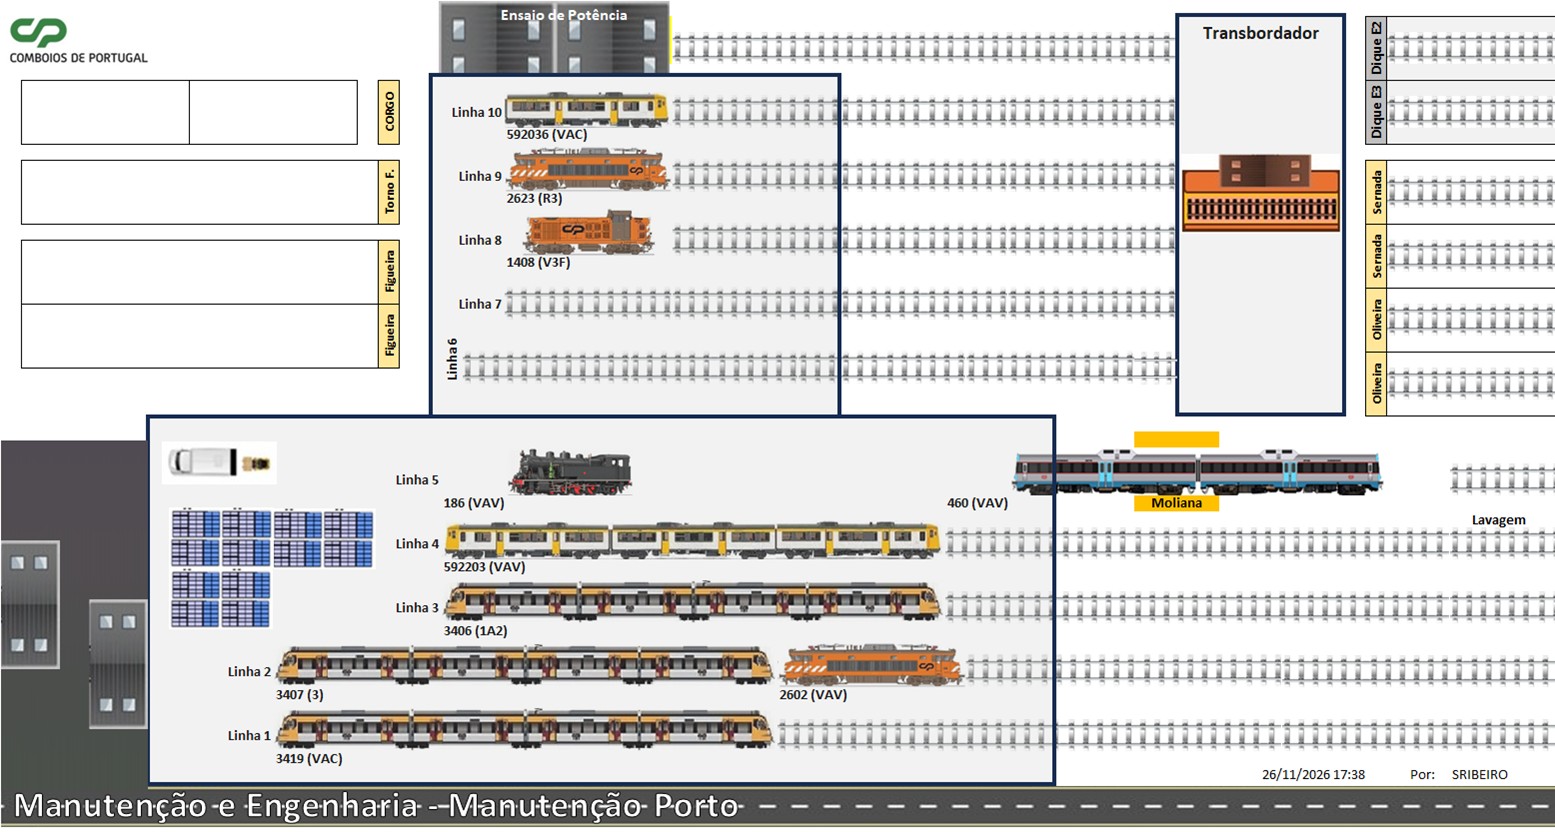 CP
COMBOIOS DE PORTUGAL
Ensaio de Potência
Transbordador
Dique E2
Dique E3
CORGO
Torno F.
Figueira
Figueira
Sernada
Sernada
Oliveira
Oliveira
Linha 10
592036 (VAC)
Linha 9
2623 (R3)
Linha 8
1408 (V3F)
Linha 7
Linha 6
Linha 5
186 (VAV)
460 (VAV)
Moliana
Lavagem
Linha 4
592203 (VAV)
Linha 3
3406 (1A2)
Linha 2
3407 (3)
2602 (VAV)
Linha 1
3419 (VAC)
26/11/2026 17:38 Por: SRIBEIRO
Manutenção e Engenharia - Manutenção Porto